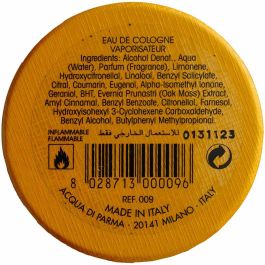 EAU DE COLOGNE
VAPORISATEUR
Ingredients: Alcohol Denat., Aqua
(Water), Parfum (Fragrance), Limonene,
Hydroxycitronellal, Linalool, Benzyl Salicylate,
Citral, Coumarin, Eugenol, Alpha-Isomethyl Ionone,
Geraniol, BHT, Evernia Prunastri (Oak Moss) Extract,
Amyl Cinnamal, Benzyl Benzoate, Citronellol, Farnesol,
Hydroxyisohexyl 3-Cyclohexene Carboxaldehyde,
Benzyl Alcohol, Butylphenyl Methylpropional.
INFLAMMABLE
FLAMMABLE
للاستعمال الخارجي فقط
0131123
8 028713 000096
REF. 009
MADE IN ITALY
ACQUA DI PARMA - 20141 MILANO - ITALY